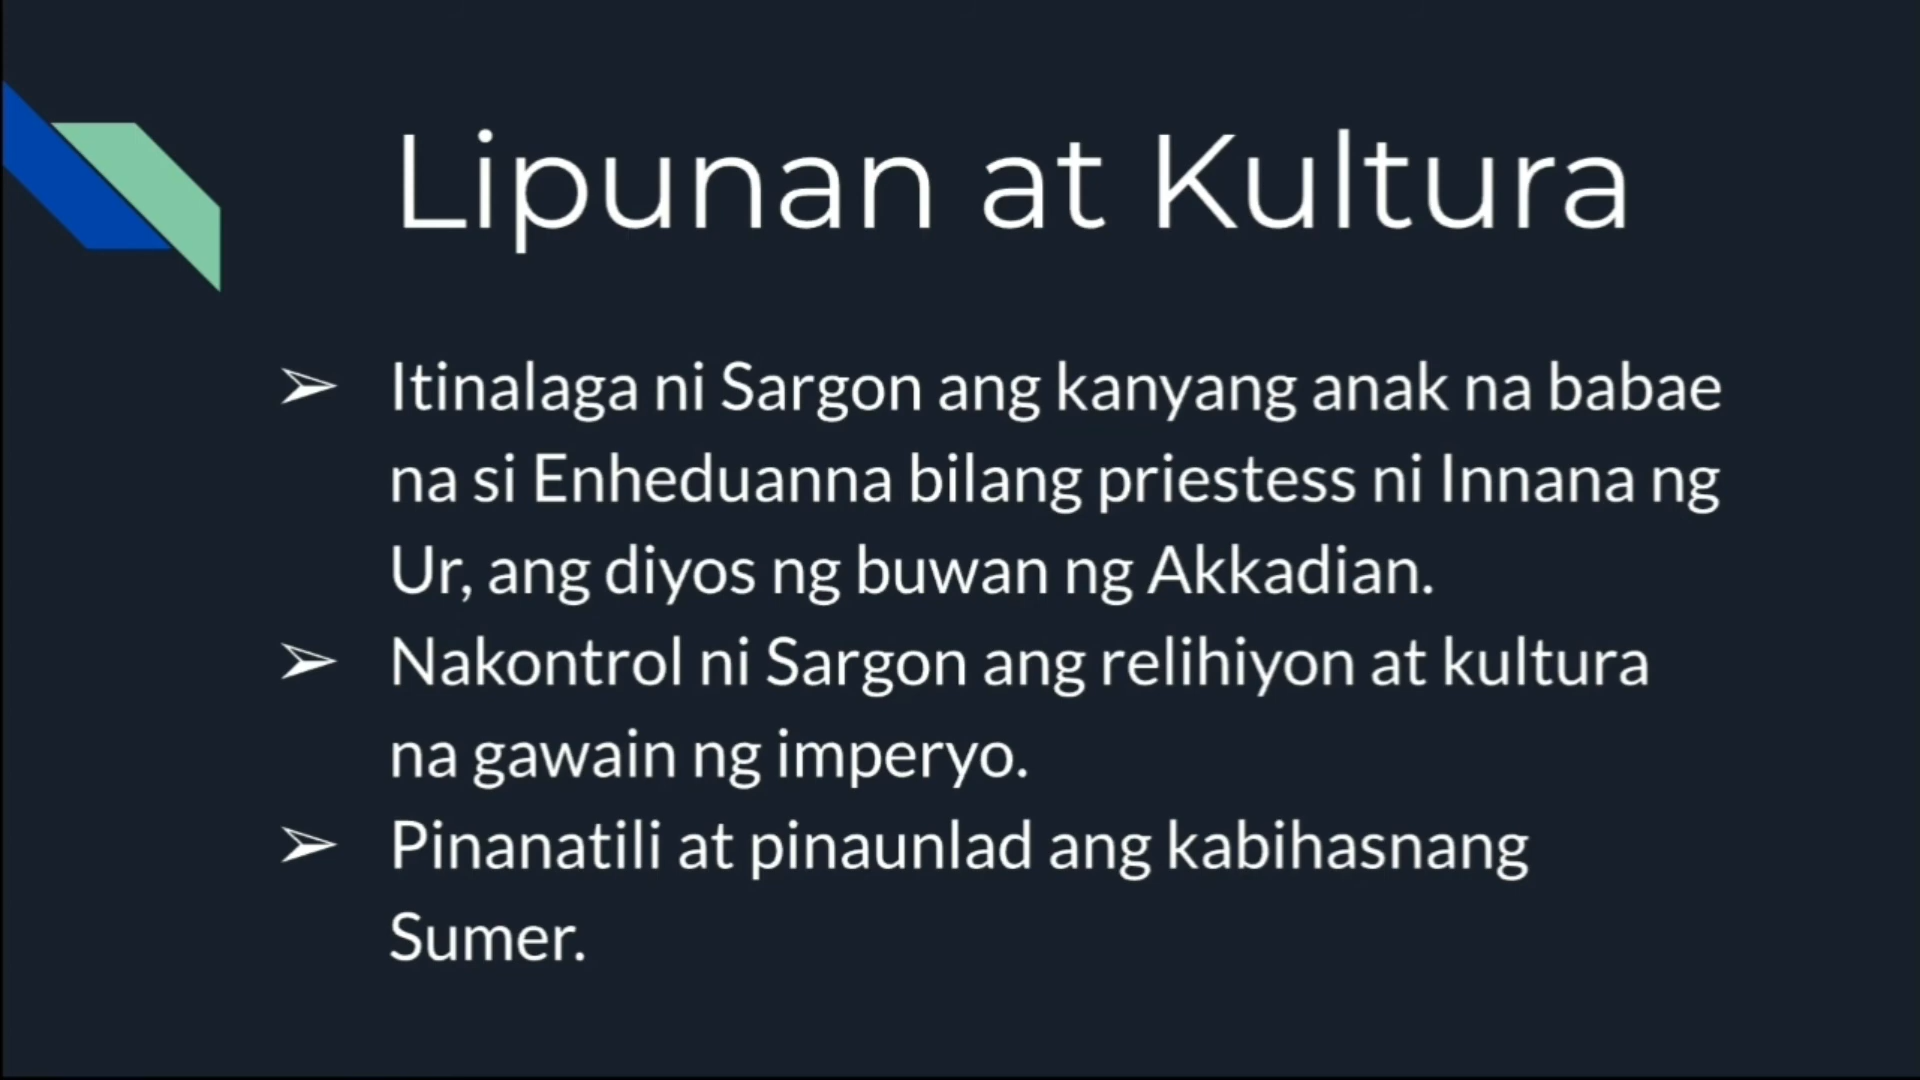 Lipunan at Kultura
➢ Itinalaga ni Sargon ang kanyang anak na babae
na si Enheduanna bilang priestess ni Innana ng
Ur, ang diyos ng buwan ng Akkadian.
➢ Nakontrol ni Sargon ang relihiyon at kultura
na gawain ng imperyo.
➢ Pinanatili at pinaunlad ang kabihasnang
Sumer.